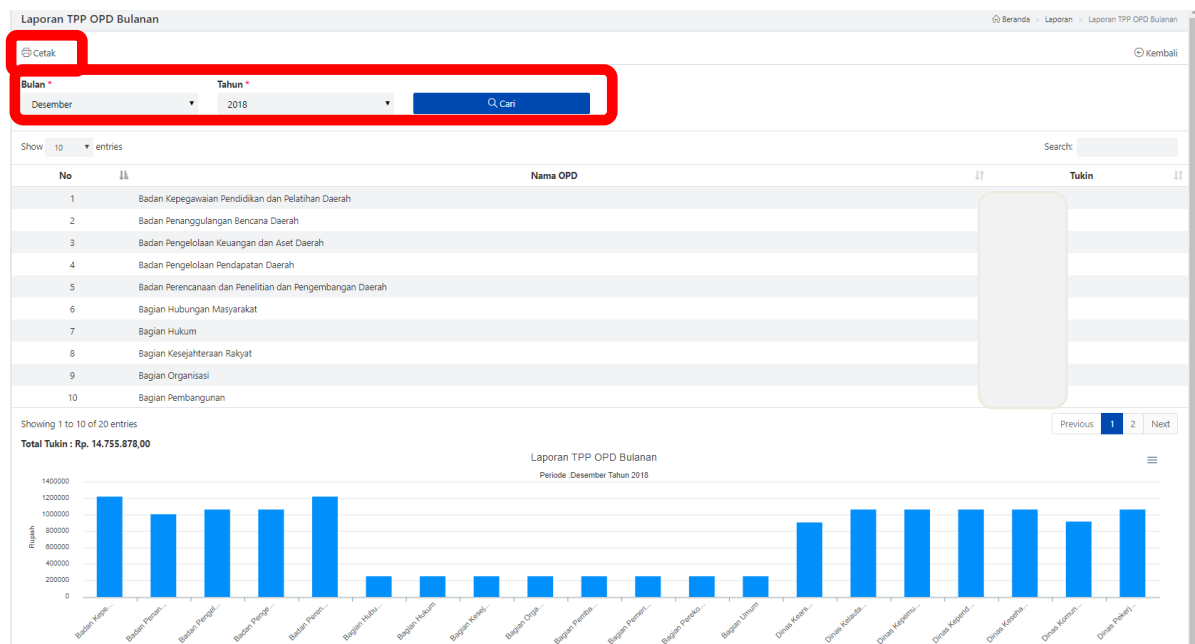 Laporan TPP OPD Bulanan
Beranda > Laporan > Laporan TPP OPD Bulanan
Cetak
Kembali
Bulan *
Tahun *
Desember
2018
Cari
Show 10 entries
Search:
No Nama OPD Tukin
1 Badan Kepegawaian Pendidikan dan Pelatihan Daerah
2 Badan Penanggulangan Bencana Daerah
3 Badan Pengelolaan Keuangan dan Aset Daerah
4 Badan Pengelolaan Pendapatan Daerah
5 Badan Perencanaan dan Penelitian dan Pengembangan Daerah
6 Bagian Hubungan Masyarakat
7 Bagian Hukum
8 Bagian Kesejahteraan Rakyat
9 Bagian Organisasi
10 Bagian Pembangunan
Showing 1 to 10 of 20 entries
Previous 1 2 Next
Total Tukin : Rp. 14.755.878,00
Laporan TPP OPD Bulanan
Periode :Desember Tahun 2018
Rupiah
1400000
1200000
1000000
800000
600000
400000
200000
0
Badan Kepe...
Badan Penan...
Badan Pengel...
Badan Penge...
Badan Peren...
Bagian Hubu...
Bagian Hukum
Bagian Kesej...
Bagian Orga...
Bagian Pemba...
Bagian Pemeri...
Bagian Pereko...
Bagian Umum
Dinas Kears...
Dinas Kelauta...
Dinas Kepemu...
Dinas Kepend...
Dinas Keseha...
Dinas Komun...
Dinas Pekerj...